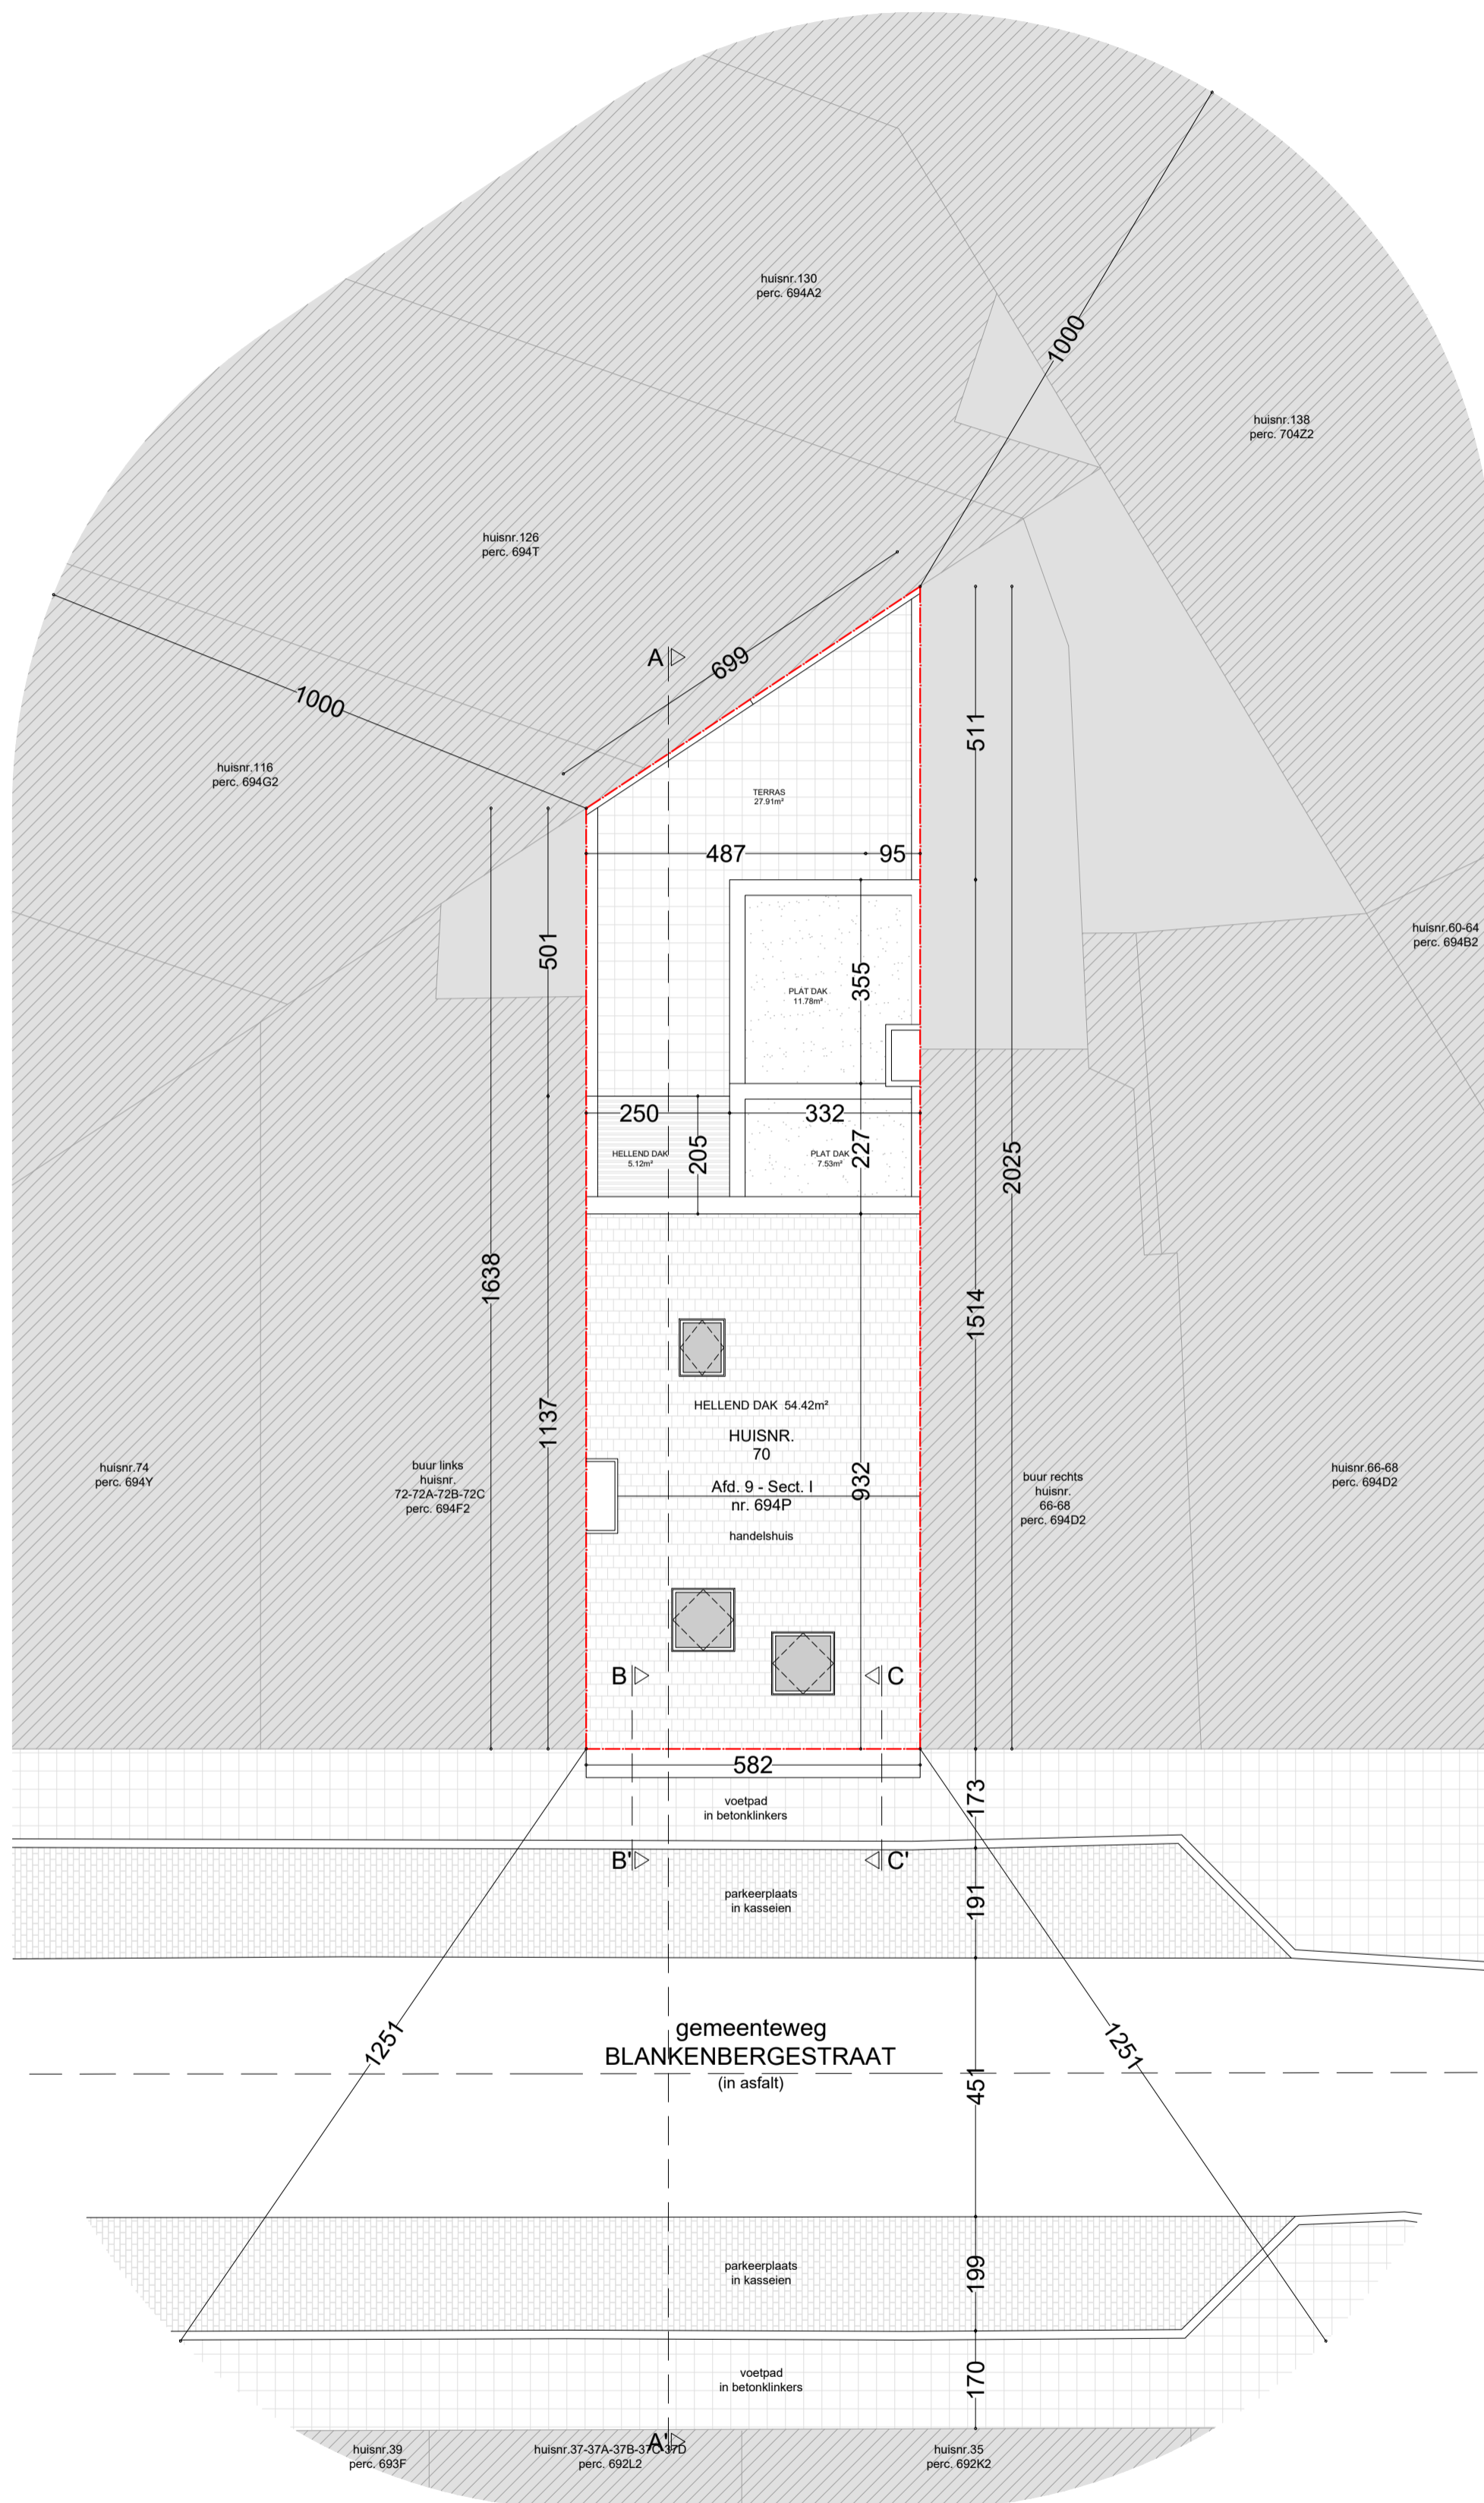 huisnr.130
perc. 694A2
1000
huisnr.138
perc. 704Z2
huisnr.126
perc. 694T
A
699
1000
511
huisnr.116
perc. 694G2
TERRAS
27.91m²
487
95
huisnr.60-64
perc. 694B2
501
355
PLAT DAK
11.78m²
250
332
205
227
HELLEND DAK
5.12m²
PLAT DAK
7.53m²
2025
1638
1514
HELLEND DAK 54.42m²
1137
HUISNR.
70
huisnr.74
perc. 694Y
buur links
huisnr.
72-72A-72B-72C
perc. 694F2
Afd. 9 - Sect. I
nr. 694P
932
buur rechts
huisnr.
66-68
perc. 694D2
huisnr.66-68
perc. 694D2
handelshuis
B
C
582
173
voetpad
in betonklinkers
B'
C'
parkeerplaats
in kasseien
191
gemeenteweg
BLANKENBERGESTRAAT
(in asfalt)
1251
1251
451
parkeerplaats
in kasseien
199
voetpad
in betonklinkers
170
A'
huisnr.39
perc. 693F
huisnr.37-37A-37B-37C-37D
perc. 692L2
huisnr.35
perc. 692K2